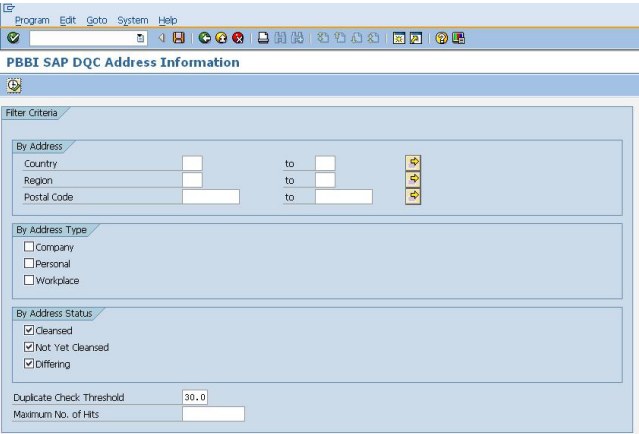 Program Edit Goto System Help
PBBI SAP DQC Address Information
Filter Criteria
By Address
Country to
Region to
Postal Code to
By Address Type
Company
Personal
Workplace
By Address Status
Cleansed
Not Yet Cleansed
Differing
Duplicate Check Threshold 30.0
Maximum No. of Hits